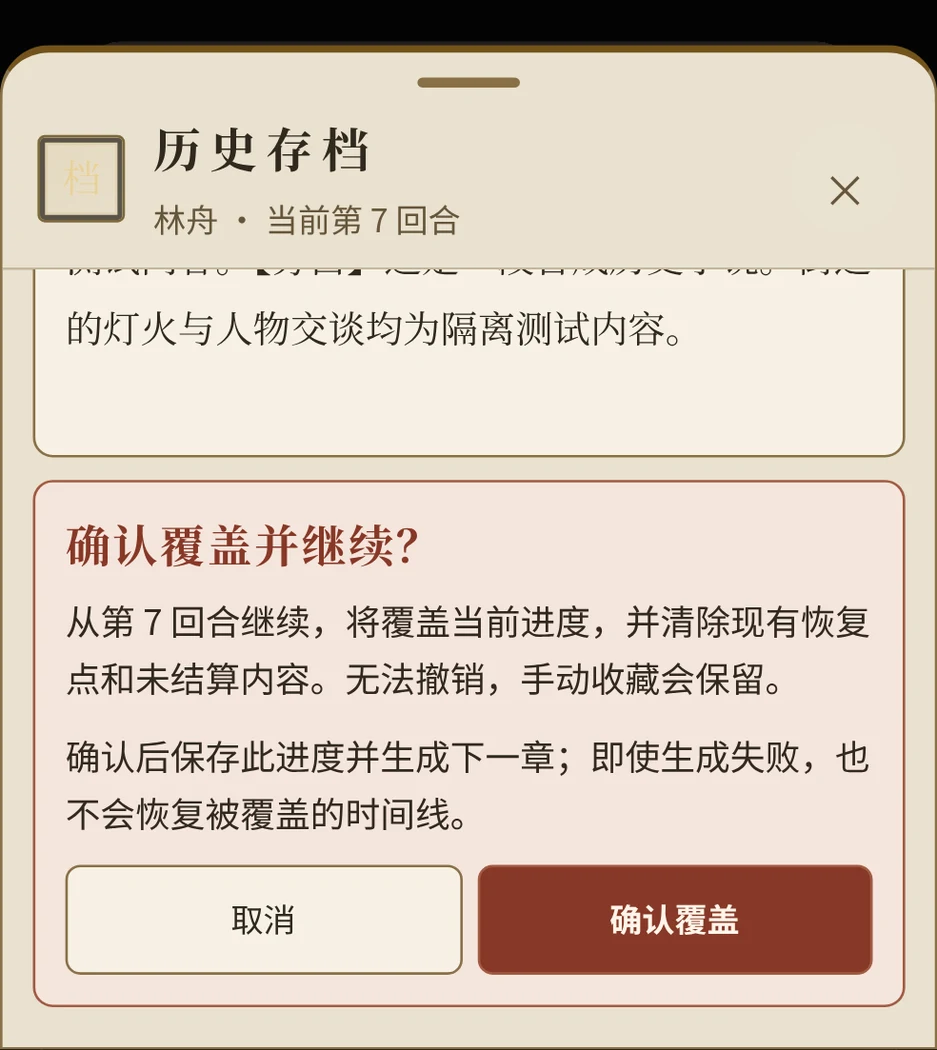 档
历史存档
林舟 · 当前第 7 回合
的灯火与人物交谈均为隔离测试内容。
确认覆盖并继续？
从第 7 回合继续，将覆盖当前进度，并清除现有恢复
点和未结算内容。无法撤销，手动收藏会保留。
确认后保存此进度并生成下一章；即使生成失败，也
不会恢复被覆盖的时间线。
取消
确认覆盖